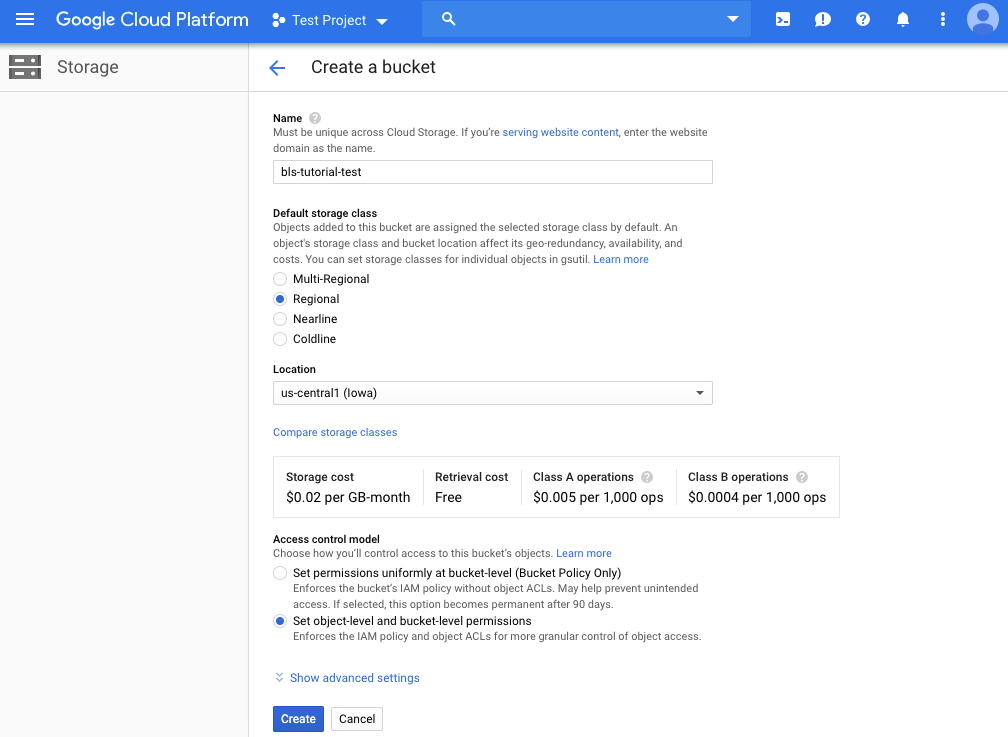 Google Cloud Platform
Test Project
Storage
Create a bucket
Name
Must be unique across Cloud Storage. If you’re serving website content, enter the website
domain as the name.
bls-tutorial-test
Default storage class
Objects added to this bucket are assigned the selected storage class by default. An
object's storage class and bucket location affect its geo-redundancy, availability, and
costs. You can set storage classes for individual objects in gsutil. Learn more
Multi-Regional
Regional
Nearline
Coldline
Location
us-central1 (Iowa)
Compare storage classes
Storage cost
$0.02 per GB-month
Retrieval cost
Free
Class A operations
$0.005 per 1,000 ops
Class B operations
$0.0004 per 1,000 ops
Access control model
Choose how you’ll control access to this bucket’s objects. Learn more
Set permissions uniformly at bucket-level (Bucket Policy Only)
Enforces the bucket’s IAM policy without object ACLs. May help prevent unintended
access. If selected, this option becomes permanent after 90 days.
Set object-level and bucket-level permissions
Enforces the IAM policy and object ACLs for more granular control of object access.
Show advanced settings
Create
Cancel